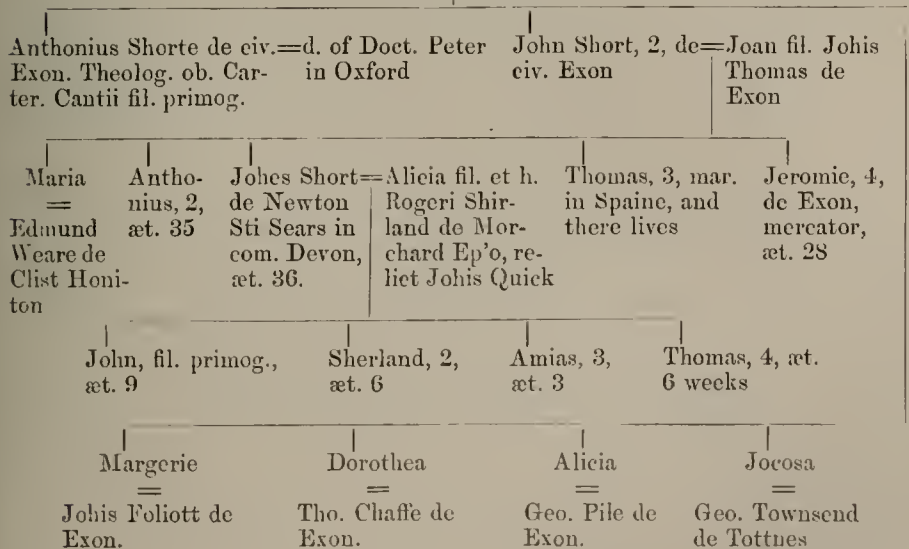 Anthonius Shorte de civ.=d. of Doct. Peter
Exon. Theolog. ob. Car-
in Oxford
ter. Cantii fil. primog.
John Short, 2, de=Joan fil. Johis
civ. Exon
Thomas de
Exon
Maria
=
Edmund
Weare de
Clist Honi-
ton
Antho-
nius, 2,
æt. 35
Johes Short=Alicia fil. et h.
de Newton
Rogeri Shir-
Sti Sears in
land de Mor-
com. Devon,
chard Ep'o, re-
æt. 36.
lict Johis Quick
Thomas, 3, mar.
in Spaine, and
there lives
Jeromie, 4,
de Exon,
mercator,
æt. 28
John, fil. primog.,
æt. 9
Sherland, 2,
æt. 6
Amias, 3,
æt. 3
Thomas, 4, æt.
6 weeks
Margerie
=
Johis Foliott de
Exon.
Dorothea
=
Tho. Chaffe de
Exon.
Alicia
=
Geo. Pile de
Exon.
Jocosa
=
Geo. Townsend
de Tottnes